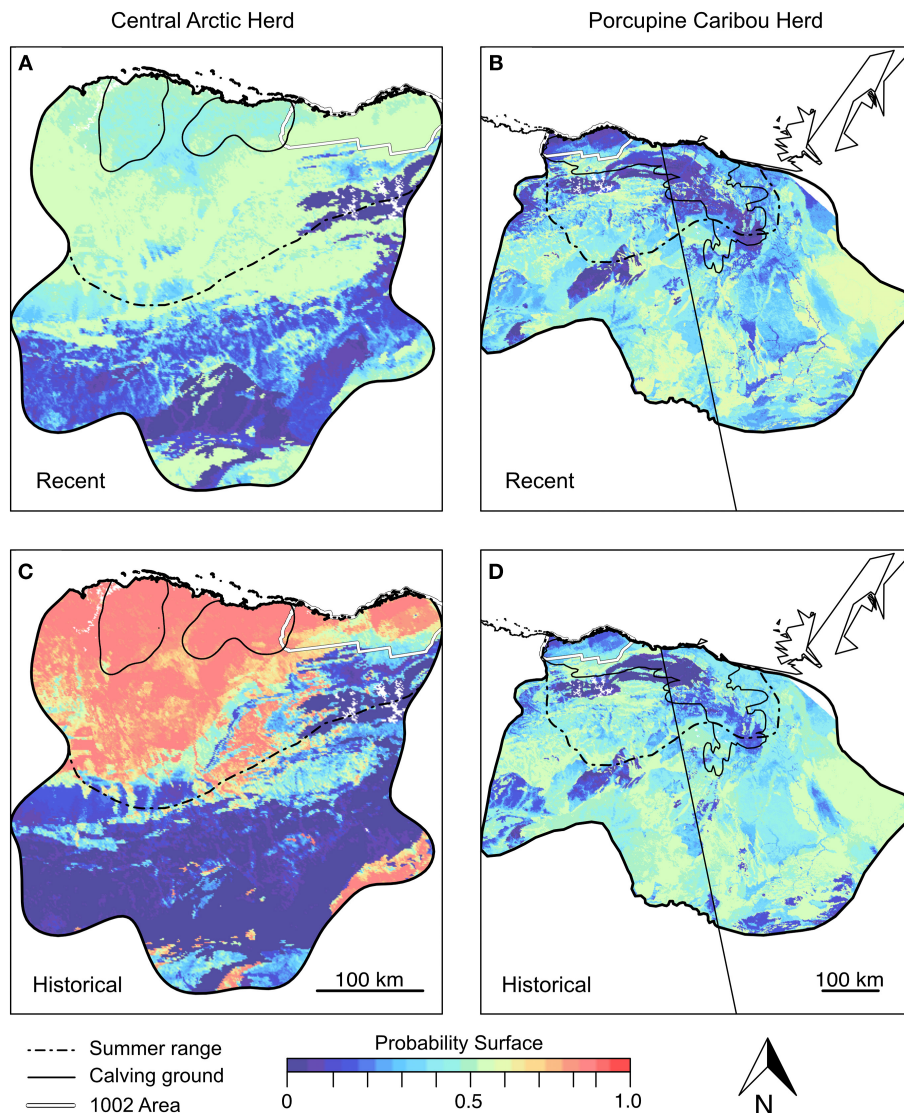 Central Arctic Herd
Porcupine Caribou Herd
A
B
Recent
Recent
C
D
Historical
100 km
Historical
100 km
Summer range
Calving ground
1002 Area
Probability Surface
0
0.5
1.0
N